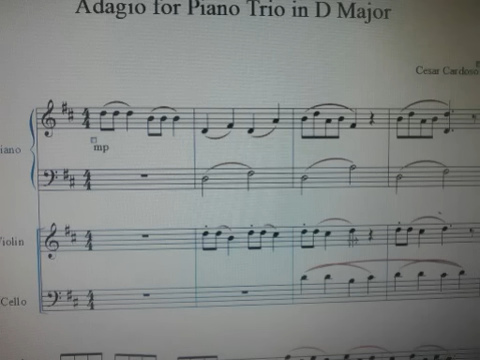 Adagio for Piano Trio in D Major
Cesar Cardoso
iano
mp
Violin
Cello